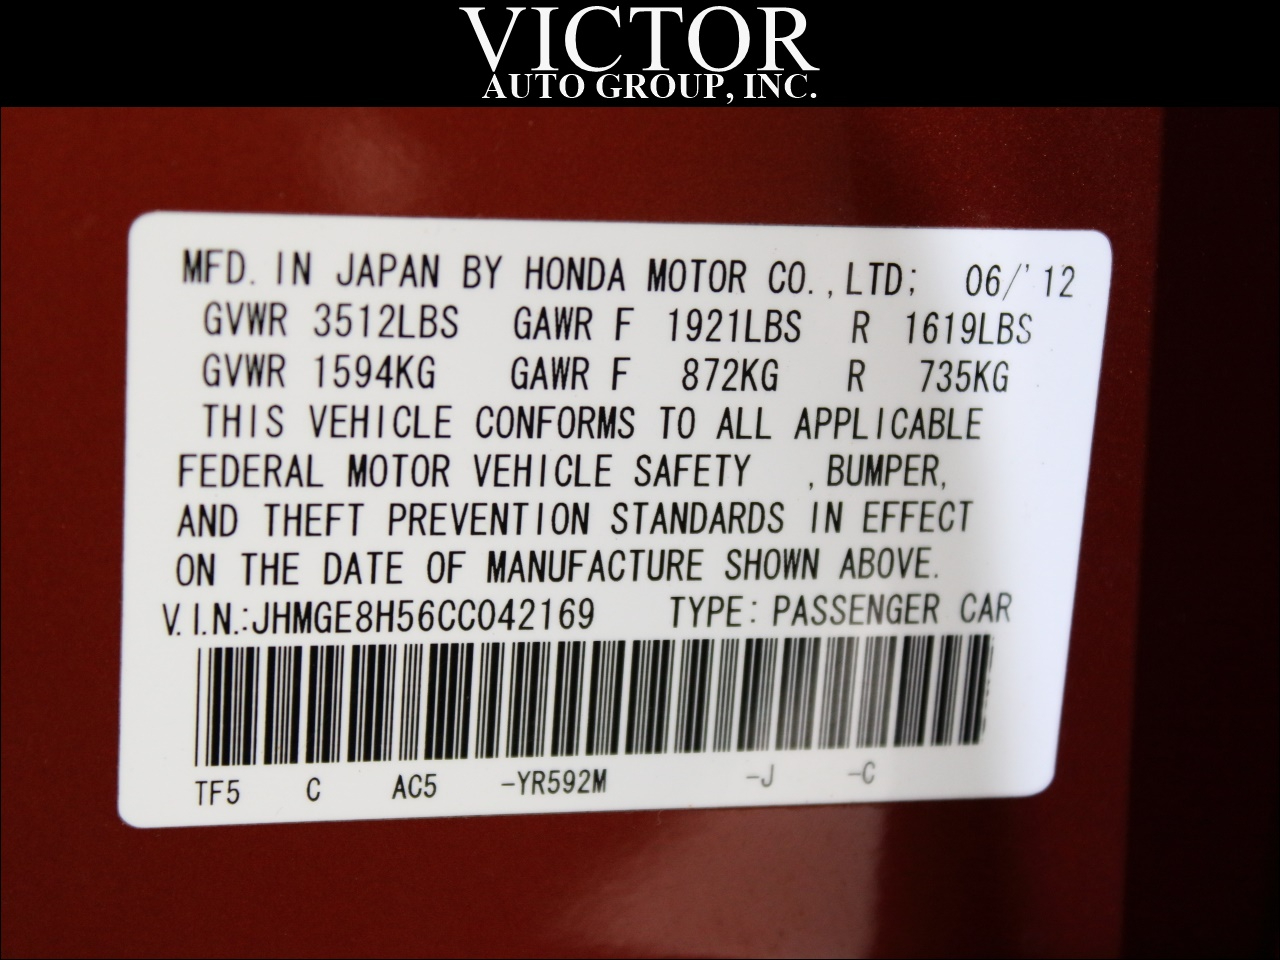 VICTOR
AUTO GROUP, INC.
MFD. IN JAPAN BY HONDA MOTOR CO.,LTD; 06/'12
GVWR 3512LBS GAWR F 1921LBS R 1619LBS
GVWR 1594KG GAWR F 872KG R 735KG
THIS VEHICLE CONFORMS TO ALL APPLICABLE
FEDERAL MOTOR VEHICLE SAFETY ,BUMPER,
AND THEFT PREVENTION STANDARDS IN EFFECT
ON THE DATE OF MANUFACTURE SHOWN ABOVE.
V.I.N.:JHMGE8H56CC042169 TYPE: PASSENGER CAR
TF5 C AC5 -YR592M -J -C